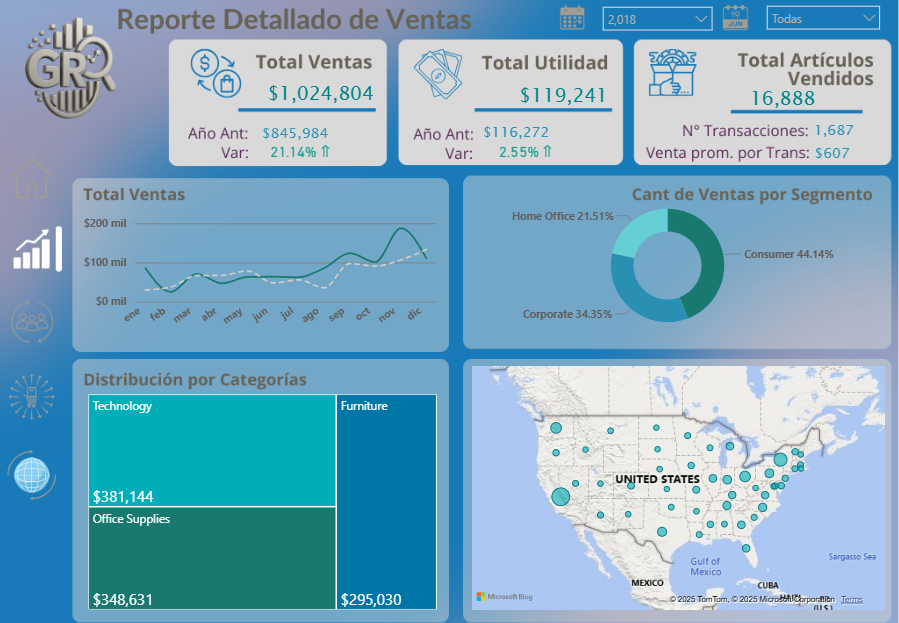 Reporte Detallado de Ventas
2,018
19
JUN
Todas
GR
Total Ventas
$1,024,804
Año Ant: $845,984
Var: 21.14% ⇑
Total Utilidad
$119,241
Año Ant: $116,272
Var: 2.55% ⇑
Total Artículos
Vendidos
16,888
N° Transacciones: 1,687
Venta prom. por Trans: $607
Total Ventas
$200 mil
$100 mil
$0 mil
ene feb mar abr may jun jul ago sep oct nov dic
Cant de Ventas por Segmento
Home Office 21.51%
Consumer 44.14%
Corporate 34.35%
Distribución por Categorías
Technology
$381,144
Office Supplies
$348,631
Furniture
$295,030
UNITED STATES
Gulf of
Mexico
Sargasso Sea
MEXICO
CUBA
Microsoft Bing
© 2025 TomTom, © 2025 Microsoft Corporation Terms
(U.S.)